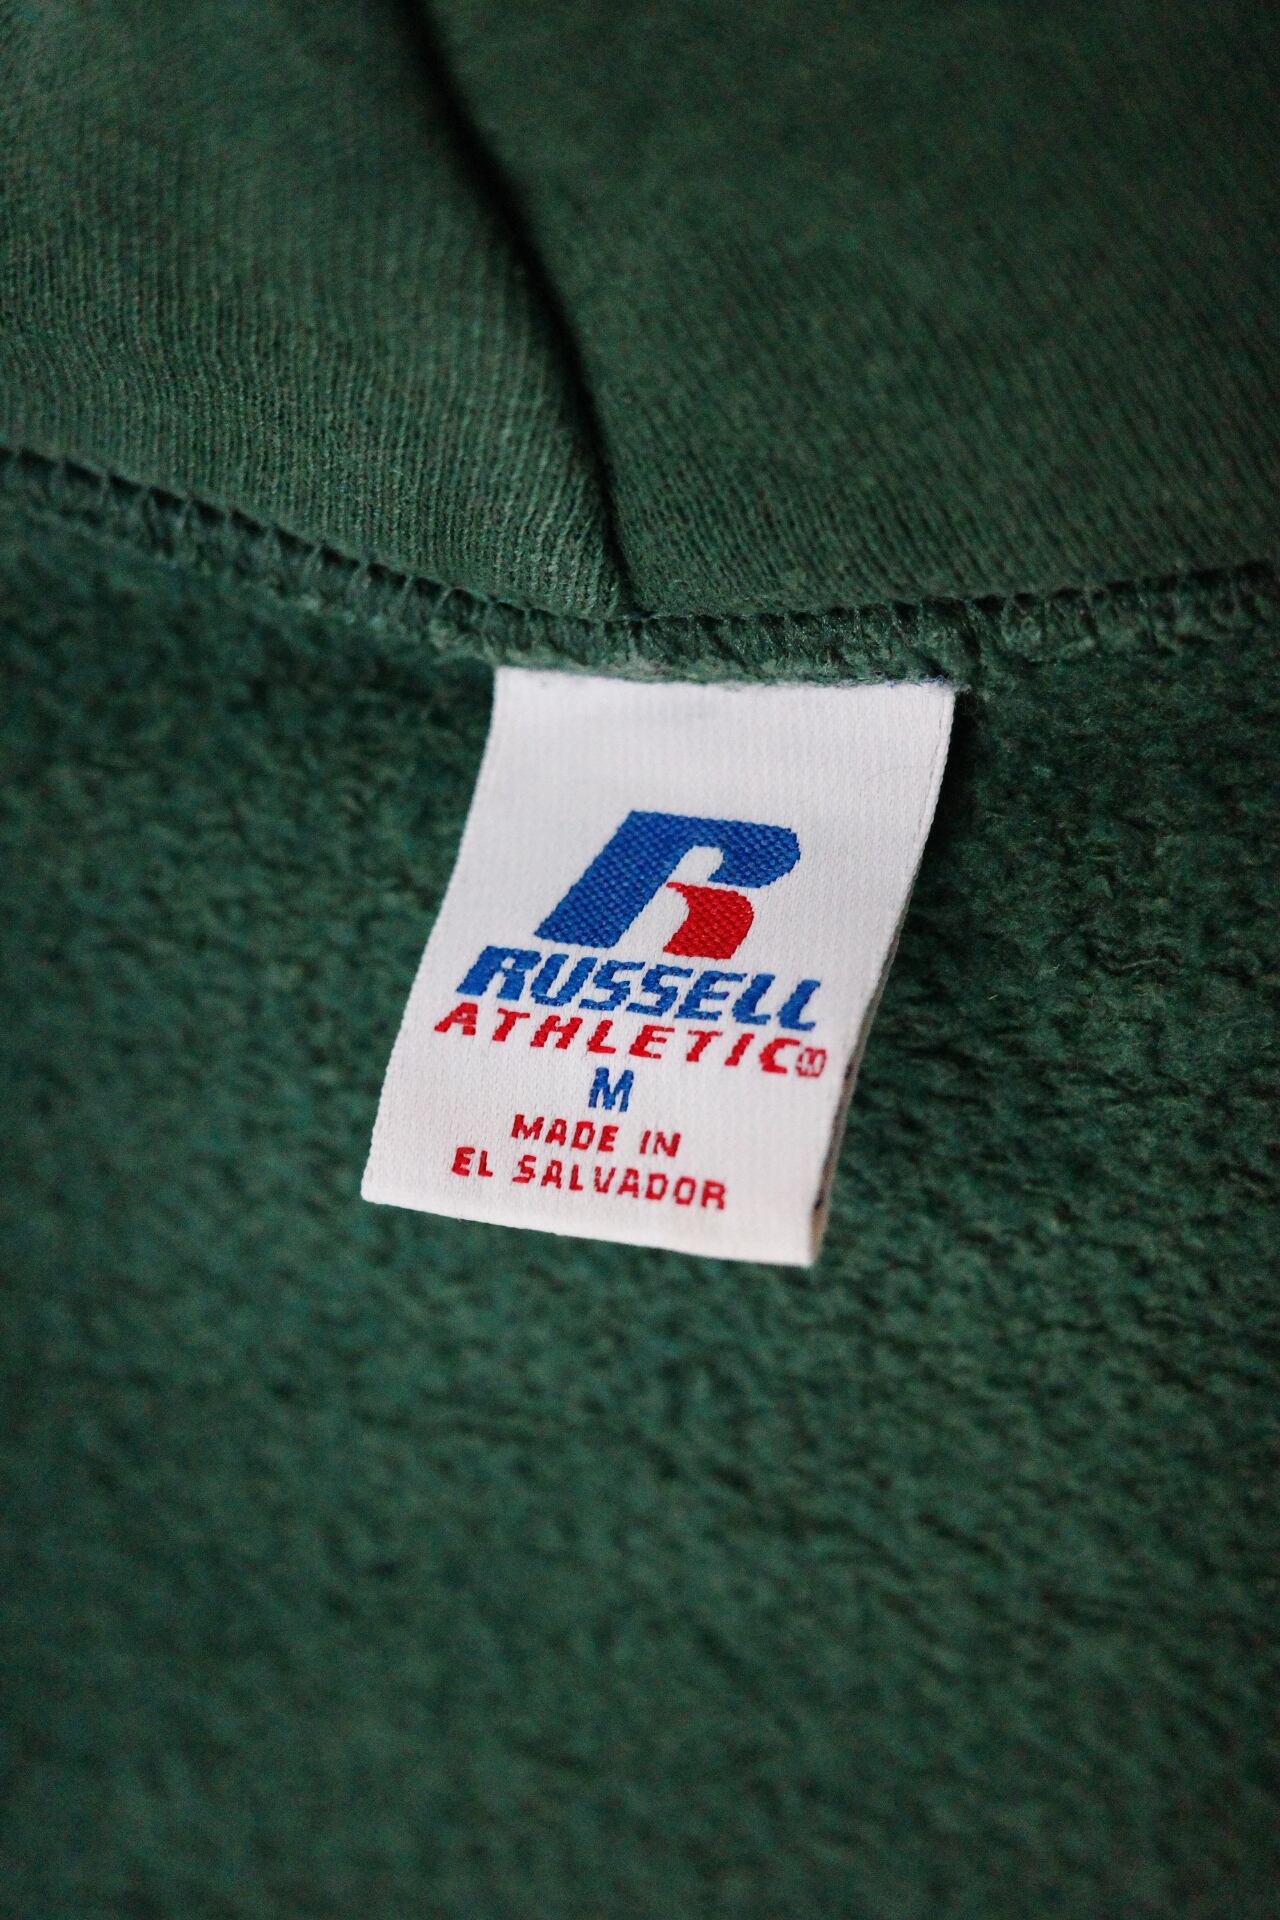 R
RUSSELL
ATHLETIC®
M
MADE IN
EL SALVADOR